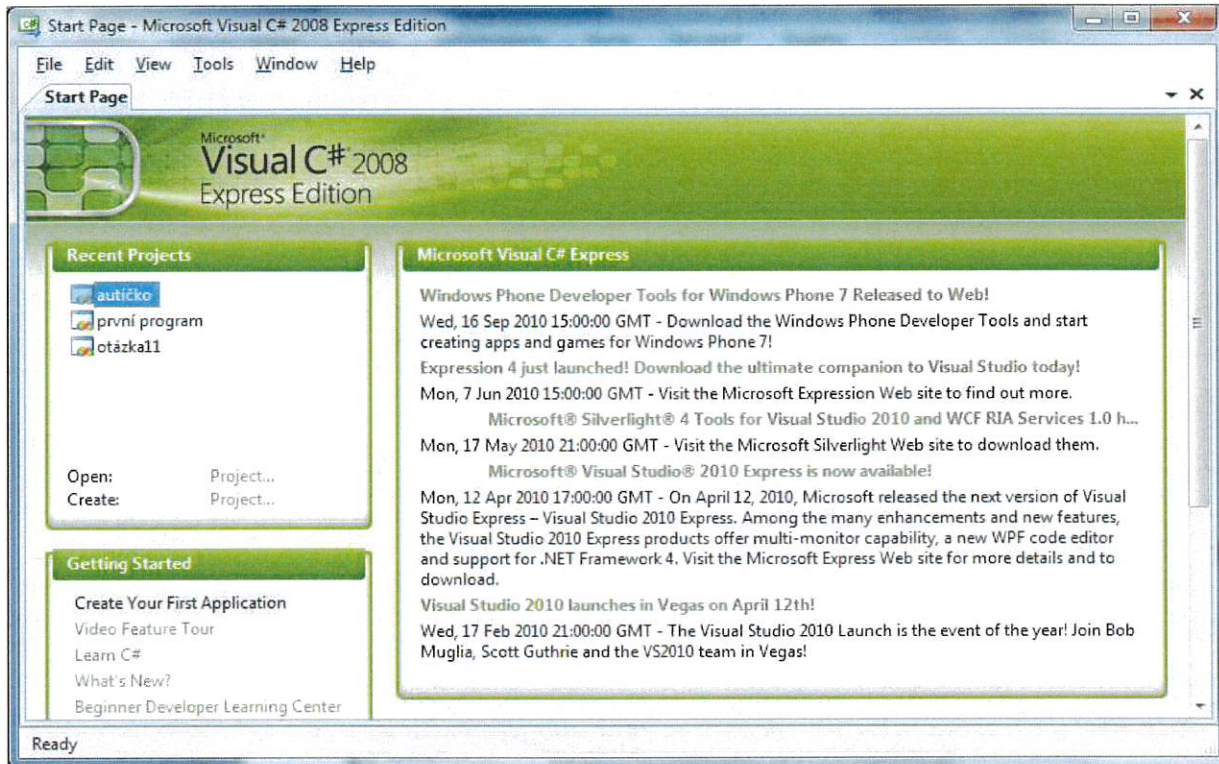 Start Page - Microsoft Visual C# 2008 Express Edition
File Edit View Tools Window Help
Start Page
Microsoft®
Visual C# 2008
Express Edition
Recent Projects
autíčko
první program
otázka11
Open: Project...
Create: Project...
Getting Started
Create Your First Application
Video Feature Tour
Learn C#
What's New?
Beginner Developer Learning Center
Microsoft Visual C# Express
Windows Phone Developer Tools for Windows Phone 7 Released to Web!
Wed, 16 Sep 2010 15:00:00 GMT - Download the Windows Phone Developer Tools and start
creating apps and games for Windows Phone 7!
Expression 4 just launched! Download the ultimate companion to Visual Studio today!
Mon, 7 Jun 2010 15:00:00 GMT - Visit the Microsoft Expression Web site to find out more.
Microsoft® Silverlight® 4 Tools for Visual Studio 2010 and WCF RIA Services 1.0 h...
Mon, 17 May 2010 21:00:00 GMT - Visit the Microsoft Silverlight Web site to download them.
Microsoft® Visual Studio® 2010 Express is now available!
Mon, 12 Apr 2010 17:00:00 GMT - On April 12, 2010, Microsoft released the next version of Visual
Studio Express – Visual Studio 2010 Express. Among the many enhancements and new features,
the Visual Studio 2010 Express products offer multi-monitor capability, a new WPF code editor
and support for .NET Framework 4. Visit the Microsoft Express Web site for more details and to
download.
Visual Studio 2010 launches in Vegas on April 12th!
Wed, 17 Feb 2010 21:00:00 GMT - The Visual Studio 2010 Launch is the event of the year! Join Bob
Muglia, Scott Guthrie and the VS2010 team in Vegas!
Ready